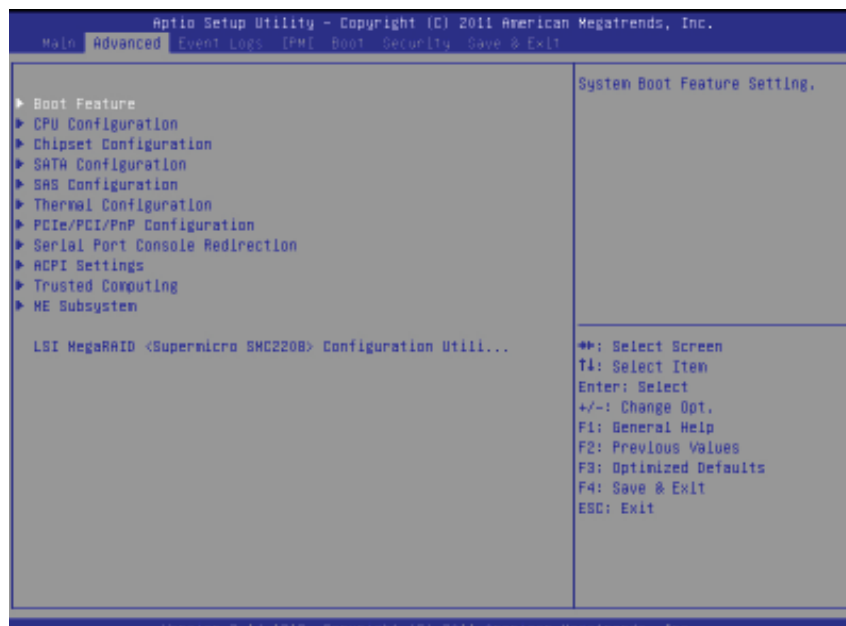 Aptio Setup Utility – Copyright (C) 2011 American Megatrends, Inc.
Main Advanced Event Logs IPMI Boot Security Save & Exit
System Boot Feature Setting.
▶ Boot Feature
▶ CPU Configuration
▶ Chipset Configuration
▶ SATA Configuration
▶ SAS Configuration
▶ Thermal Configuration
▶ PCIe/PCI/PnP Configuration
▶ Serial Port Console Redirection
▶ ACPI Settings
▶ Trusted Computing
▶ ME Subsystem
LSI MegaRAID <Supermicro SMC2208> Configuration Utili...
→←: Select Screen
↑↓: Select Item
Enter: Select
+/-: Change Opt.
F1: General Help
F2: Previous Values
F3: Optimized Defaults
F4: Save & Exit
ESC: Exit